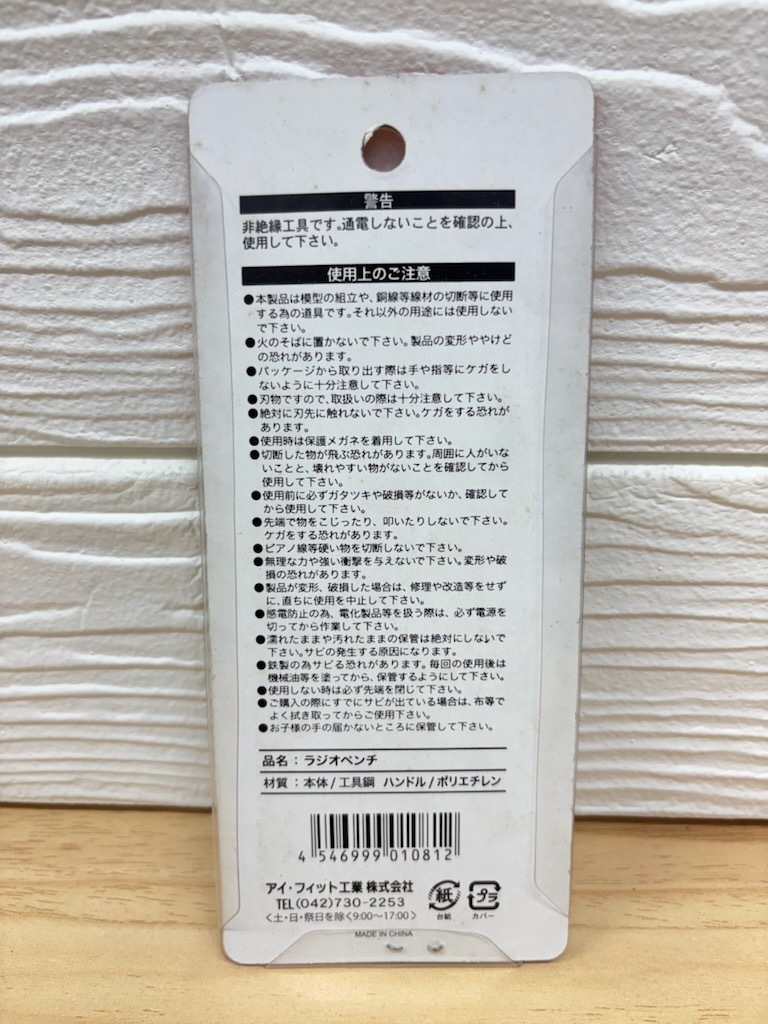 警告
非絶縁工具です。通電しないことを確認の上、
使用して下さい。
使用上のご注意
●本製品は模型の組立や、銅線等線材の切断等に使用
する為の道具です。それ以外の用途には使用しない
で下さい。
●火のそばに置かないで下さい。製品の変形ややけど
の恐れがあります。
●パッケージから取り出す際は手や指等にケガをし
ないように十分注意して下さい。
●刃物ですので、取扱いの際は十分注意して下さい。
●絶対に刃先に触れないで下さい。ケガをする恐れが
あります。
●使用時は保護メガネを着用して下さい。
●切断した物が飛ぶ恐れがあります。周囲に人がいな
いことと、壊れやすい物がないことを確認してから
使用して下さい。
●使用前に必ずガタツキや破損等がないか、確認して
から使用して下さい。
●先端で物をこじったり、叩いたりしないで下さい。
ケガをする恐れがあります。
●ピアノ線等硬い物を切断しないで下さい。
●無理な力や強い衝撃を与えないで下さい。変形や破
損の恐れがあります。
●製品が変形、破損した場合は、修理や改造等をせず
に、直ちに使用を中止して下さい。
●感電防止の為、電化製品等を扱う際は、必ず電源を
切ってから作業して下さい。
●濡れたままや汚れたままの保管は絶対にしないで
下さい。サビの発生する原因になります。
●鉄製の為サビる恐れがあります。毎回の使用後は
機械油等を塗ってから、保管するようにして下さい。
●使用しない時は必ず先端を閉じて下さい。
●ご購入の際にすでにサビが出ている場合は、布等で
よく拭き取ってからご使用下さい。
●お子様の手の届かないところに保管して下さい。
品名：ラジオペンチ
材質：本体/工具鋼 ハンドル/ポリエチレン
4 546999 010812
アイ・フィット工業 株式会社
TEL(042)730-2253
<土・日・祭日を除く9:00〜17:00>
紙
台紙
プラ
カバー
MADE IN CHINA